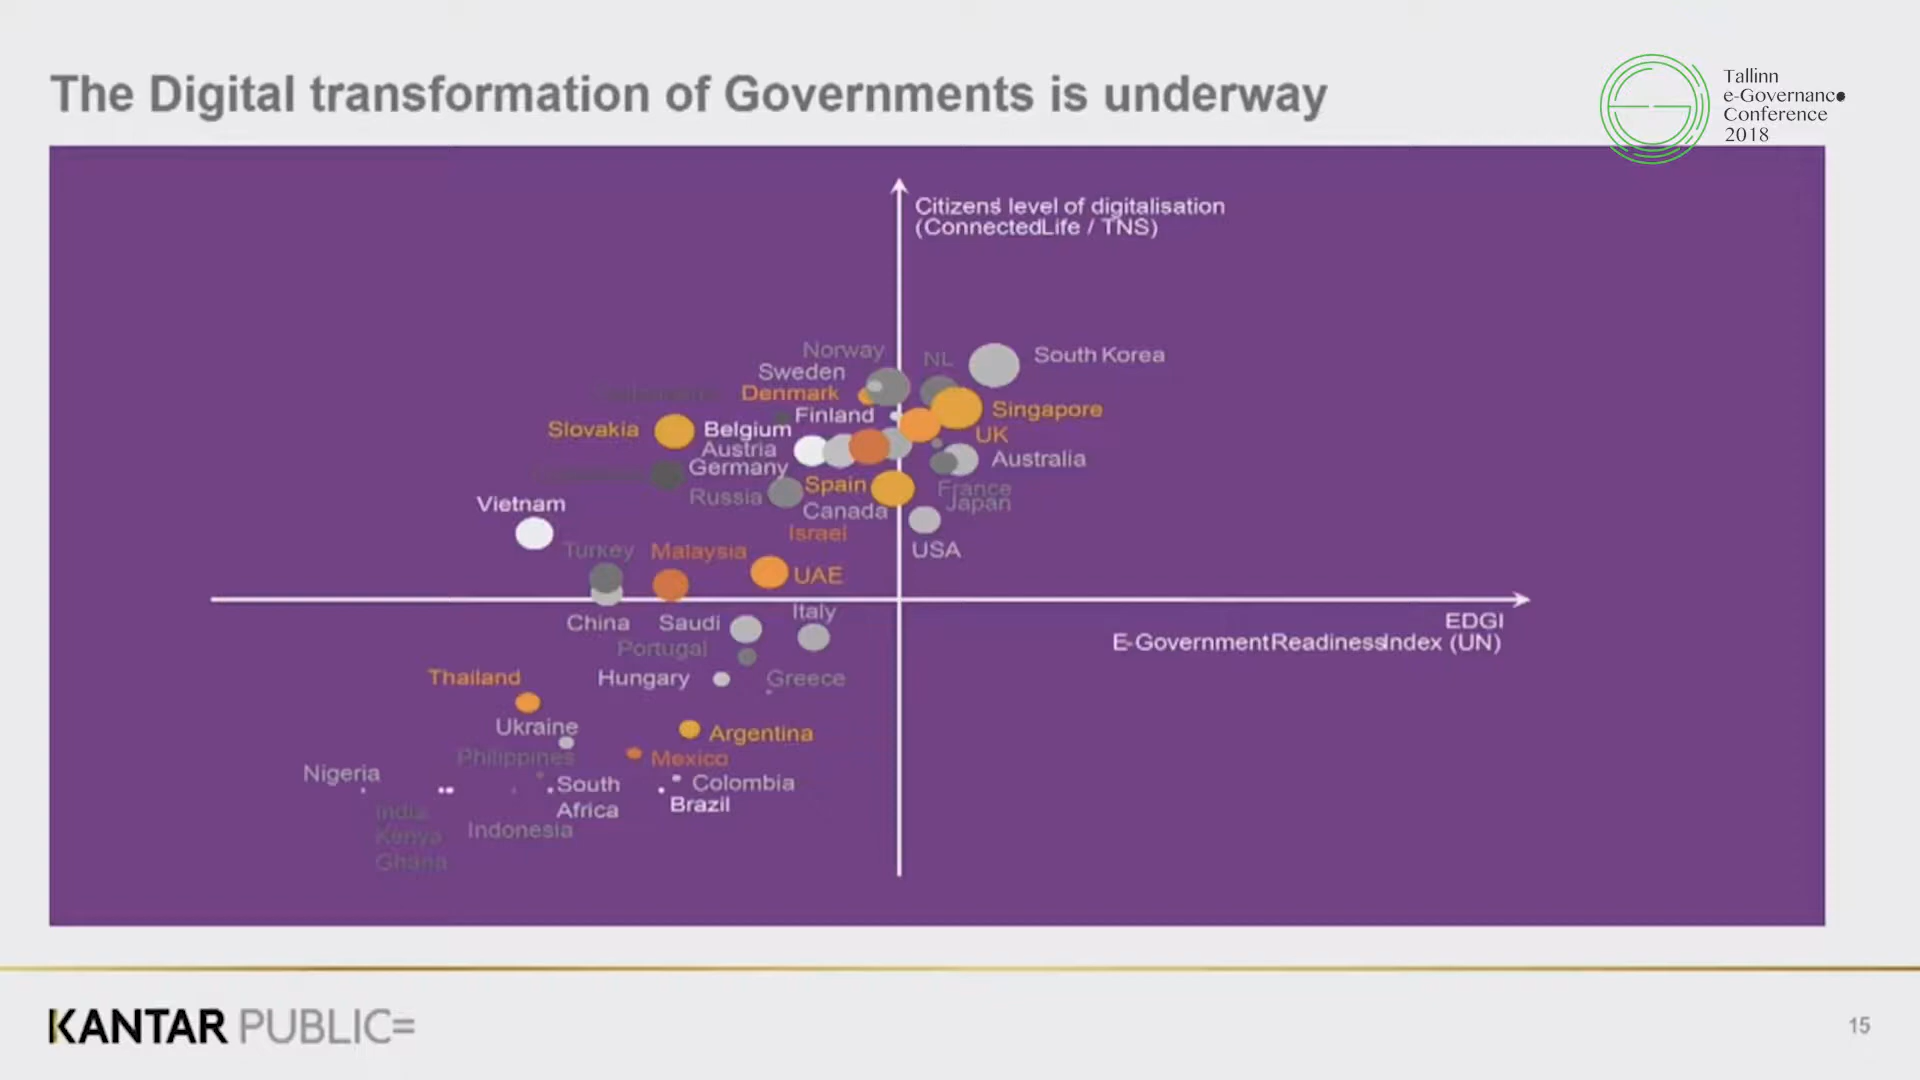 The Digital transformation of Governments is underway
Tallinn
e-Governance
Conference
2018
Citizens' level of digitalisation
(ConnectedLife / TNS)
Norway
NL
South Korea
Sweden
Denmark
Singapore
Finland
Slovakia
Belgium
UK
Austria
Australia
Germany
Spain
Russia
France
Japan
Vietnam
Canada
Israel
USA
Turkey
Malaysia
UAE
Italy
China
Saudi
EDGI
E-GovernmentReadinessIndex (UN)
Portugal
Thailand
Hungary
Greece
Ukraine
Argentina
Philippines
Mexico
Nigeria
South
Africa
Colombia
Brazil
India
Kenya
Ghana
Indonesia
KANTAR PUBLIC=
15